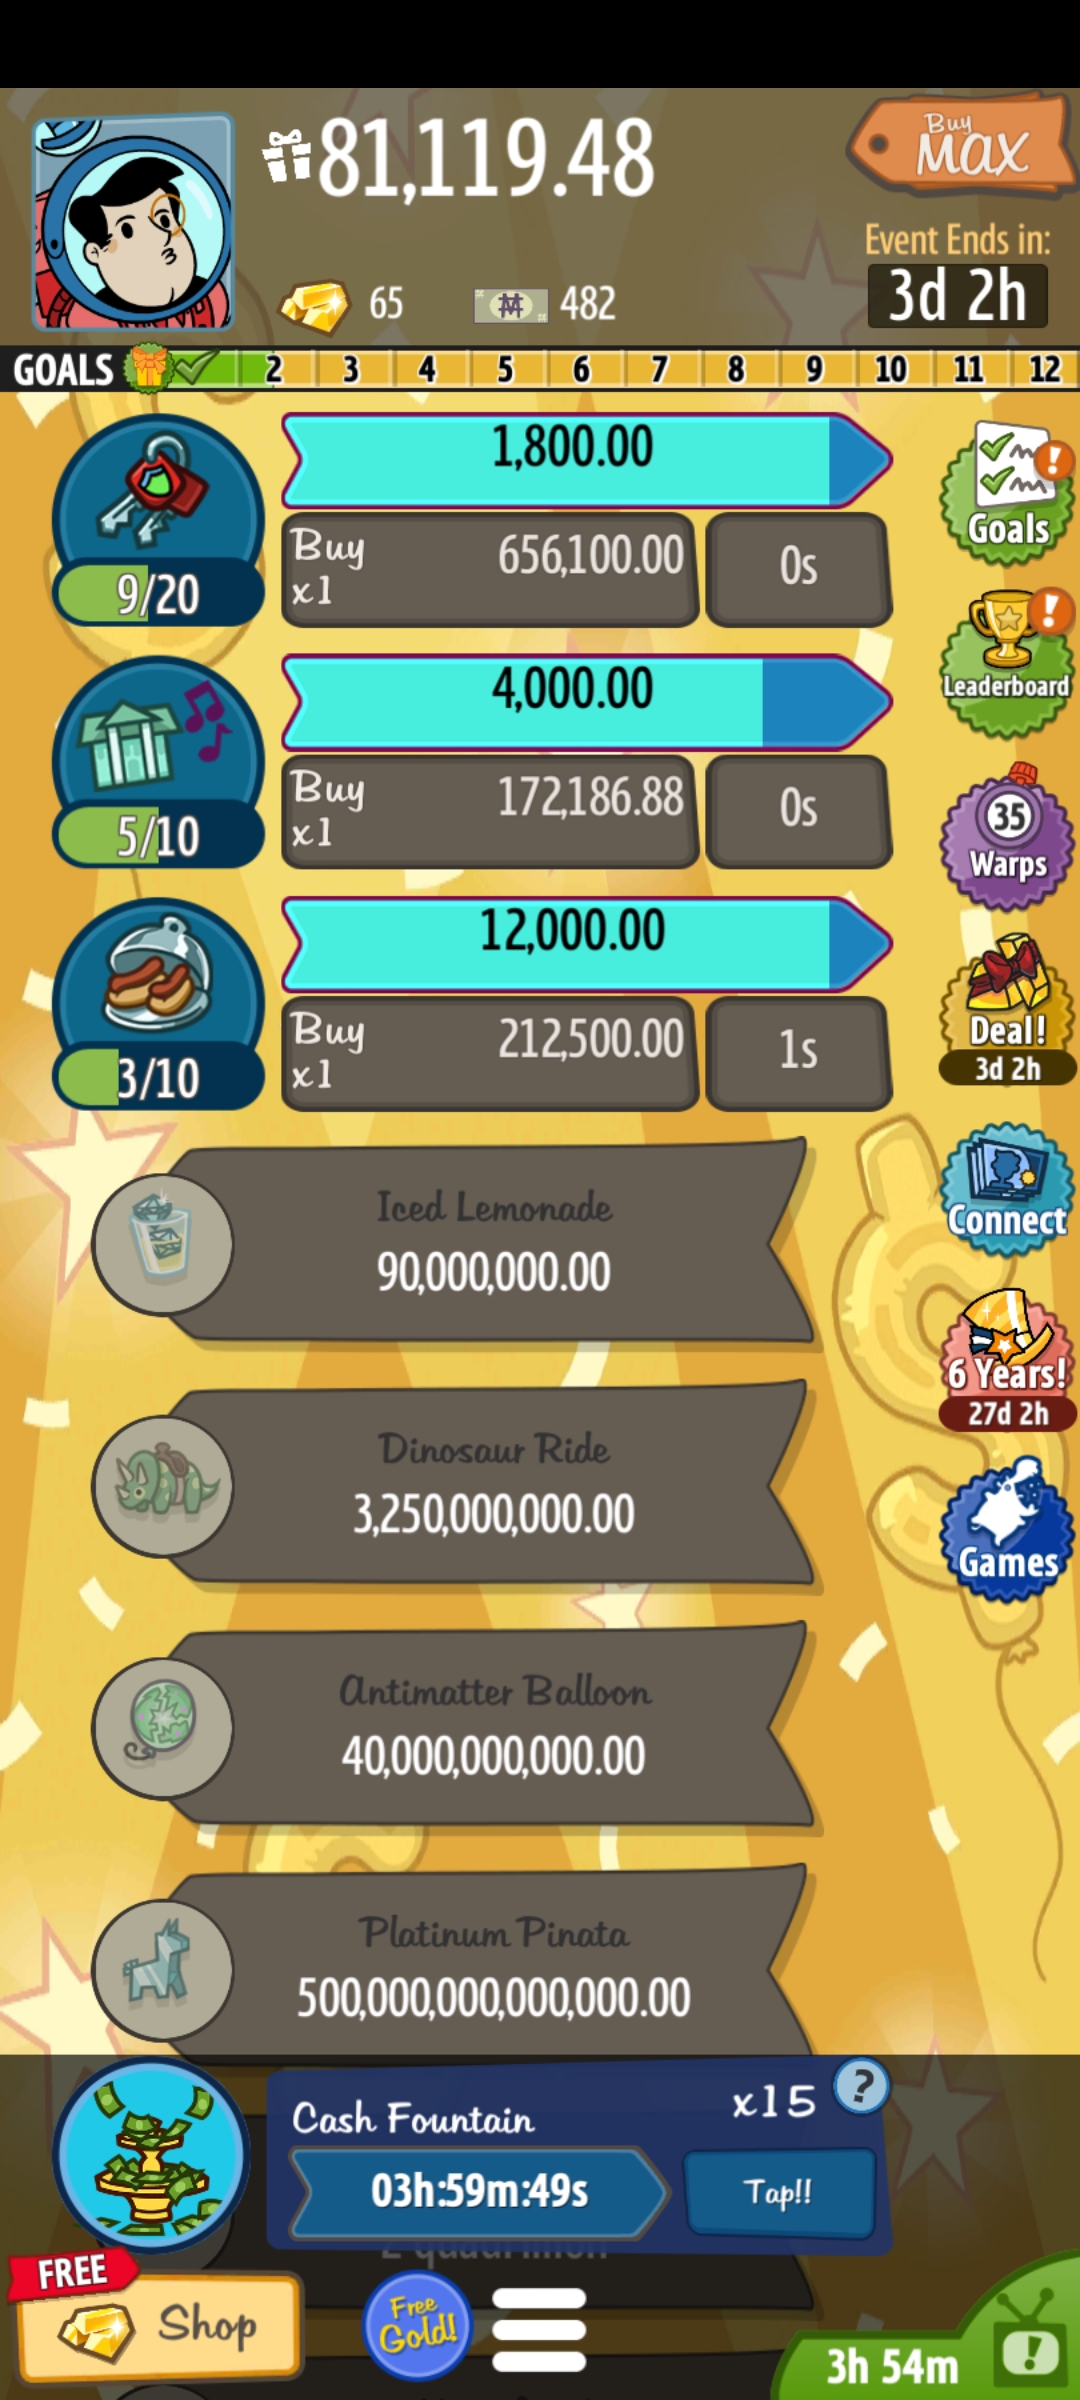 81,119.48
Buy
MAX
Event Ends in:
65
482
3d 2h
GOALS 2 3 4 5 6 7 8 9 10 11 12
1,800.00
Buy
x1
656,100.00
0s
9/20
Goals
4,000.00
Buy
x1
172,186.88
0s
5/10
Leaderboard
35
Warps
12,000.00
Buy
x1
212,500.00
1s
3/10
Deal!
3d 2h
Iced Lemonade
90,000,000.00
Connect
Dinosaur Ride
3,250,000,000.00
6 Years!
27d 2h
Games
Antimatter Balloon
40,000,000,000.00
Platinum Pinata
500,000,000,000,000.00
Cash Fountain
x15
?
03h:59m:49s
Tap!!
FREE
Shop
Free
Gold!
3h 54m